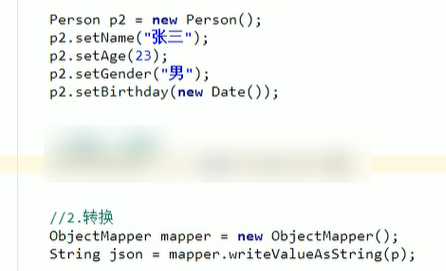 Person p2 = new Person();
p2.setName("张三");
p2.setAge(23);
p2.setGender("男");
p2.setBirthday(new Date());
//2.转换
ObjectMapper mapper = new ObjectMapper();
String json = mapper.writeValueAsString(p);